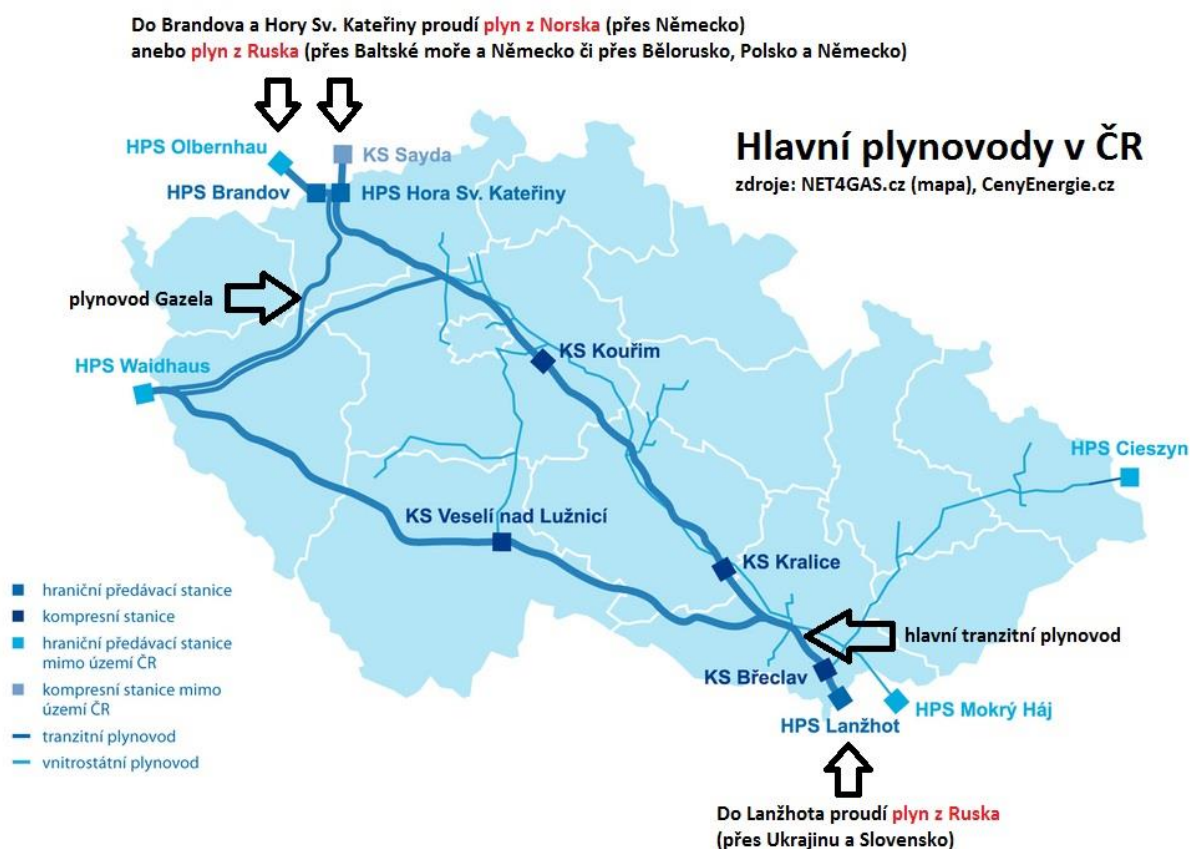 Do Brandova a Hory Sv. Kateřiny proudí plyn z Norska (přes Německo)
anebo plyn z Ruska (přes Baltské moře a Německo či přes Bělorusko, Polsko a Německo)
Hlavní plynovody v ČR
zdroje: NET4GAS.cz (mapa), CenyEnergie.cz
HPS Olbernhau
KS Sayda
HPS Brandov
HPS Hora Sv. Kateřiny
plynovod Gazela
KS Kouřim
HPS Waidhaus
HPS Cieszyn
KS Veselí nad Lužnicí
KS Kralice
hlavní tranzitní plynovod
KS Břeclav
HPS Mokrý Háj
HPS Lanžhot
hraniční předávací stanice
kompresní stanice
hraniční předávací stanice
mimo území ČR
kompresní stanice mimo
území ČR
tranzitní plynovod
vnitrostátní plynovod
Do Lanžhota proudí plyn z Ruska
(přes Ukrajinu a Slovensko)